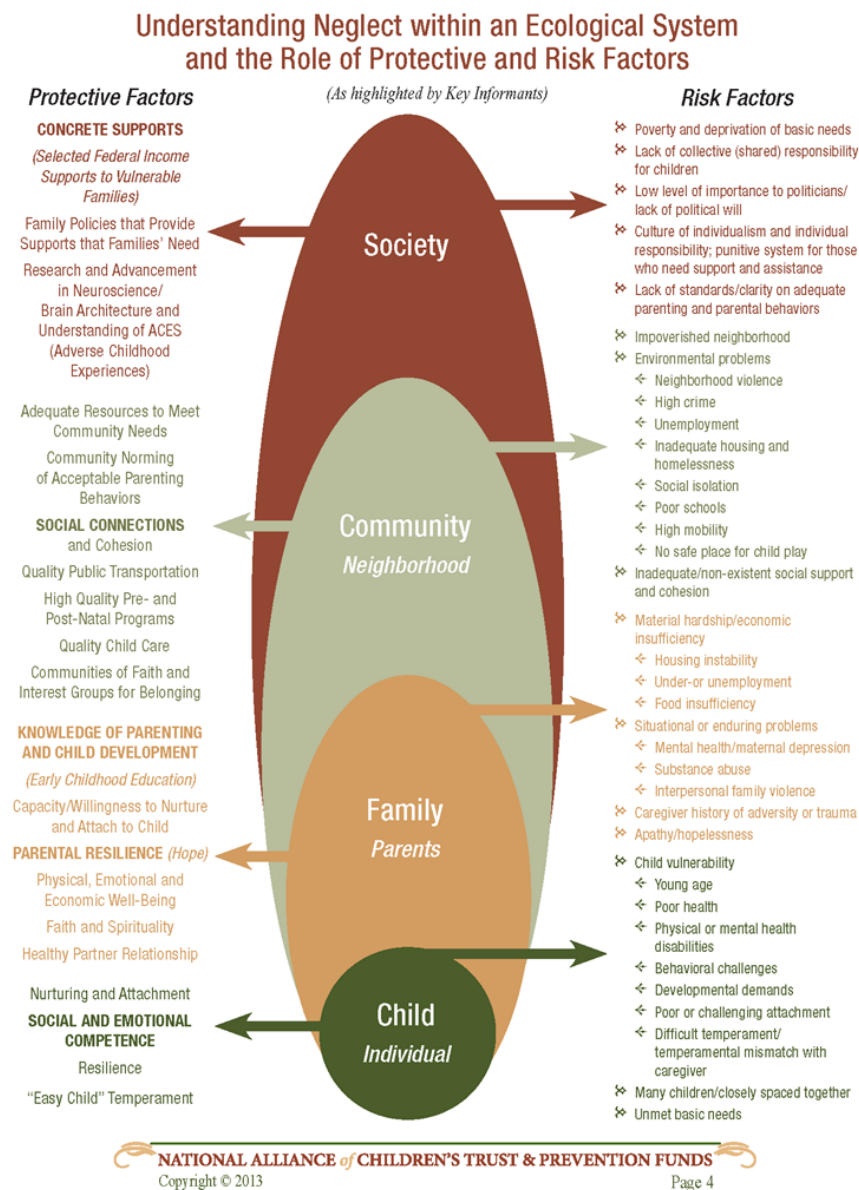 Understanding Neglect within an Ecological System
and the Role of Protective and Risk Factors
(As highlighted by Key Informants)
Protective Factors
CONCRETE SUPPORTS
(Selected Federal Income
Supports to Vulnerable
Families)
Family Policies that Provide
Supports that Families' Need
Research and Advancement
in Neuroscience/
Brain Architecture and
Understanding of ACES
(Adverse Childhood
Experiences)
Adequate Resources to Meet
Community Needs
Community Norming
of Acceptable Parenting
Behaviors
SOCIAL CONNECTIONS
and Cohesion
Quality Public Transportation
High Quality Pre- and
Post-Natal Programs
Quality Child Care
Communities of Faith and
Interest Groups for Belonging
KNOWLEDGE OF PARENTING
AND CHILD DEVELOPMENT
(Early Childhood Education)
Capacity/Willingness to Nurture
and Attach to Child
PARENTAL RESILIENCE (Hope)
Physical, Emotional and
Economic Well-Being
Faith and Spirituality
Healthy Partner Relationship
Nurturing and Attachment
SOCIAL AND EMOTIONAL
COMPETENCE
Resilience
"Easy Child" Temperament
Society
Community
Neighborhood
Family
Parents
Child
Individual
Risk Factors
Poverty and deprivation of basic needs
Lack of collective (shared) responsibility
for children
Low level of importance to politicians/
lack of political will
Culture of individualism and individual
responsibility; punitive system for those
who need support and assistance
Lack of standards/clarity on adequate
parenting and parental behaviors
Impoverished neighborhood
Environmental problems
Neighborhood violence
High crime
Unemployment
Inadequate housing and
homelessness
Social isolation
Poor schools
High mobility
No safe place for child play
Inadequate/non-existent social support
and cohesion
Material hardship/economic
insufficiency
Housing instability
Under-or unemployment
Food insufficiency
Situational or enduring problems
Mental health/maternal depression
Substance abuse
Interpersonal family violence
Caregiver history of adversity or trauma
Apathy/hopelessness
Child vulnerability
Young age
Poor health
Physical or mental health
disabilities
Behavioral challenges
Developmental demands
Poor or challenging attachment
Difficult temperament/
temperamental mismatch with
caregiver
Many children/closely spaced together
Unmet basic needs
NATIONAL ALLIANCE of CHILDREN'S TRUST & PREVENTION FUNDS
Copyright © 2013
Page 4